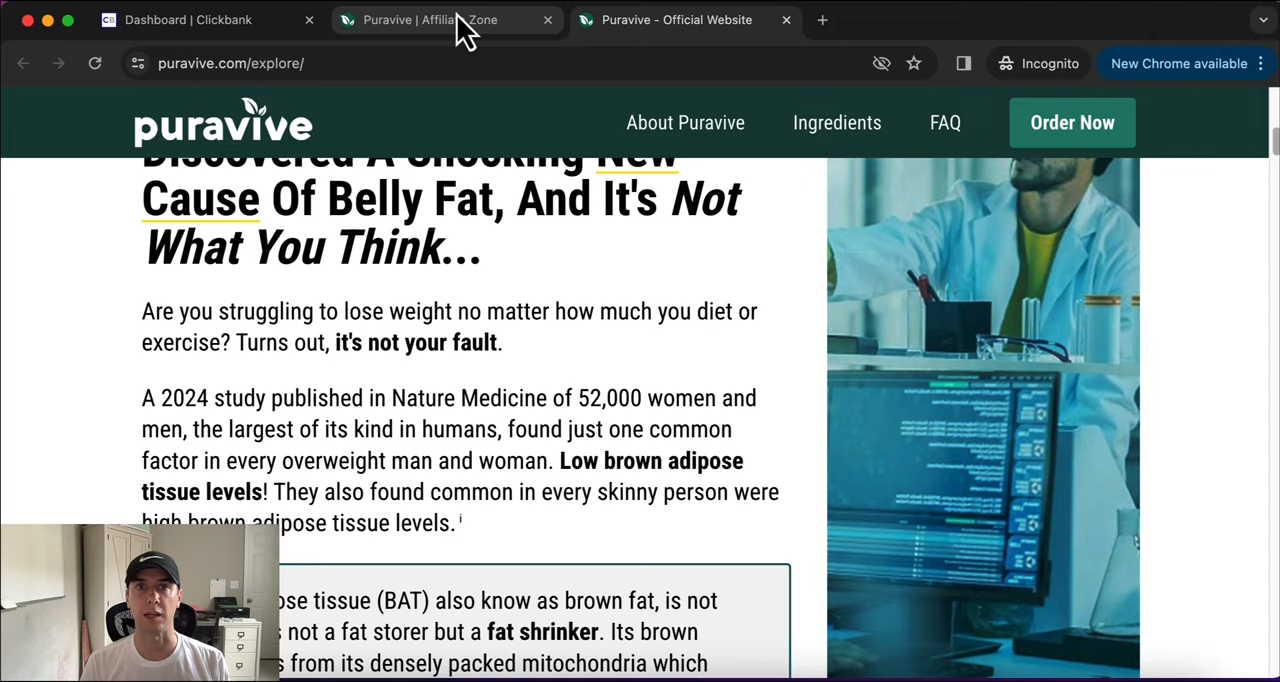 Dashboard | Clickbank
Puravive | Affilia Zone
Puravive - Official Website
puravive.com/explore/
Incognito
New Chrome available
puravive
About Puravive
Ingredients
FAQ
Order Now
Discovered A Shocking New
Cause Of Belly Fat, And It's Not
What You Think...
Are you struggling to lose weight no matter how much you diet or
exercise? Turns out, it's not your fault.
A 2024 study published in Nature Medicine of 52,000 women and
men, the largest of its kind in humans, found just one common
factor in every overweight man and woman. Low brown adipose
tissue levels! They also found common in every skinny person were
high brown adipose tissue levels. i
ose tissue (BAT) also know as brown fat, is not
not a fat storer but a fat shrinker. Its brown
from its densely packed mitochondria which